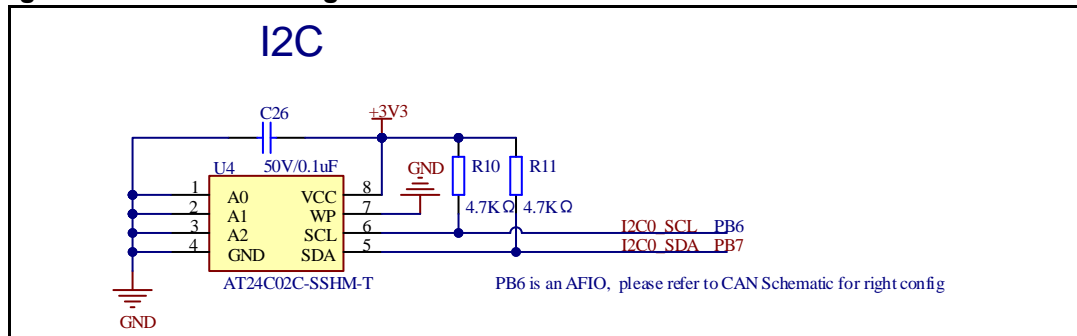 I2C
C26
+3V3
U4
50V/0.1uF
GND
R10
R11
1
A0
VCC
8
2
A1
WP
7
4.7KΩ
4.7KΩ
3
A2
SCL
6
I2C0_SCL
PB6
4
GND
SDA
5
I2C0_SDA
PB7
AT24C02C-SSHM-T
PB6 is an AFIO, please refer to CAN Schematic for right config
GND